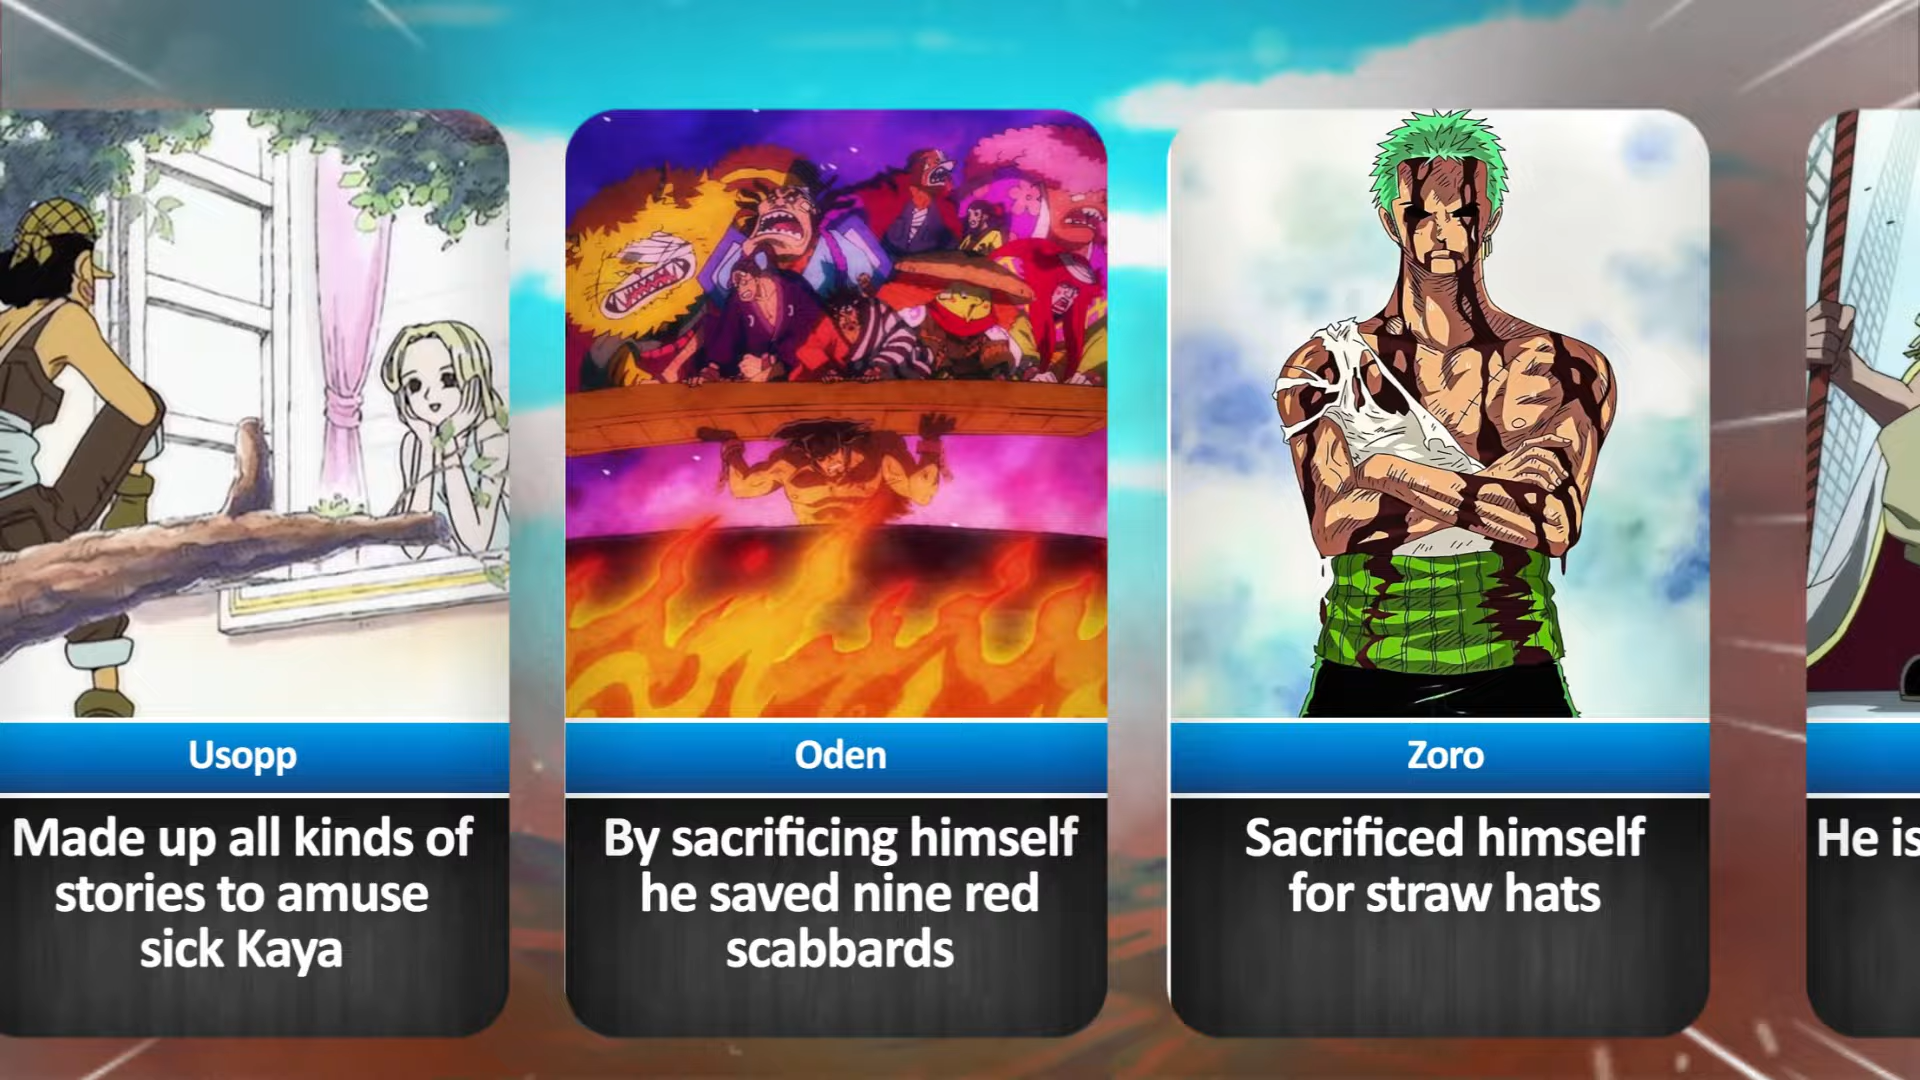 Usopp
Made up all kinds of
stories to amuse
sick Kaya
Oden
By sacrificing himself
he saved nine red
scabbards
Zoro
Sacrificed himself
for straw hats
He is